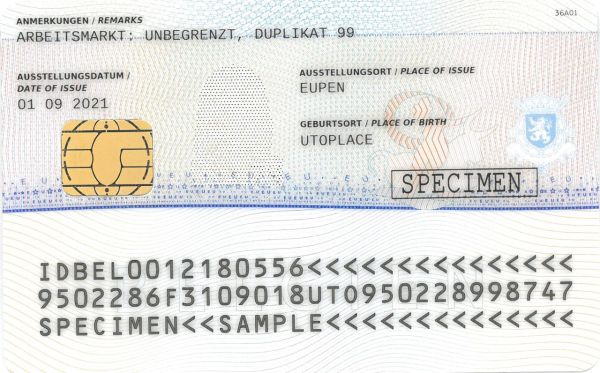 36A01
ANMERKUNGEN / REMARKS
ARBEITSMARKT: UNBEGRENZT, DUPLIKAT 99
AUSSTELLUNGSDATUM /
DATE OF ISSUE
01 09 2021
AUSSTELLUNGSORT / PLACE OF ISSUE
EUPEN
GEBURTSORT / PLACE OF BIRTH
UTOPLACE
SPECIMEN
IDBEL0012180556<<<<<<<<<<<<<<<
9502286F3109018UTO950228998747
SPECIMEN<<SAMPLE<<<<<<<<<<<<<<